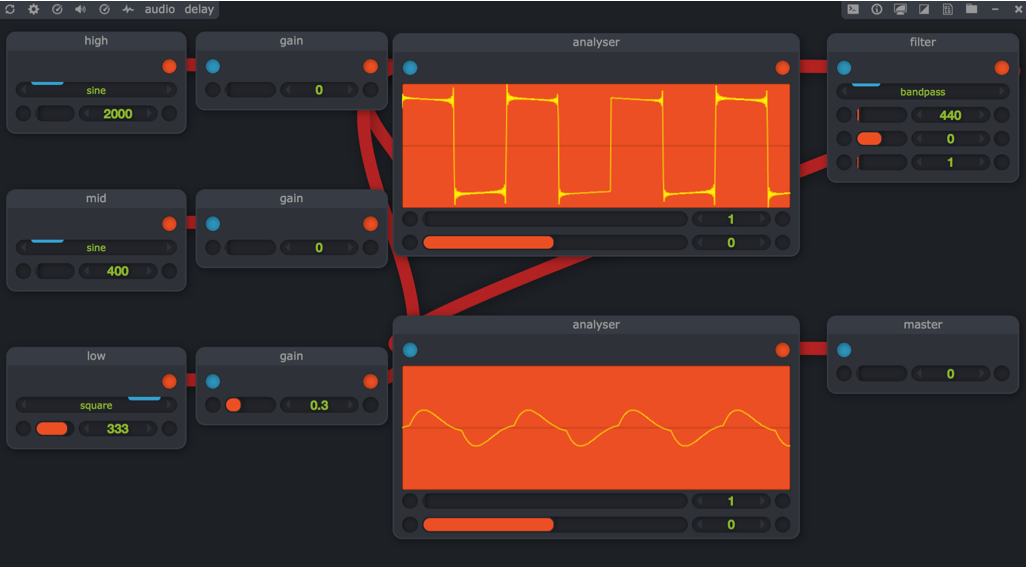 audio delay
high
gain
analyser
filter
sine
0
bandpass
2000
440
0
1
mid
gain
sine
0
400
1
0
low
gain
analyser
master
square
0.3
0
333
1
0